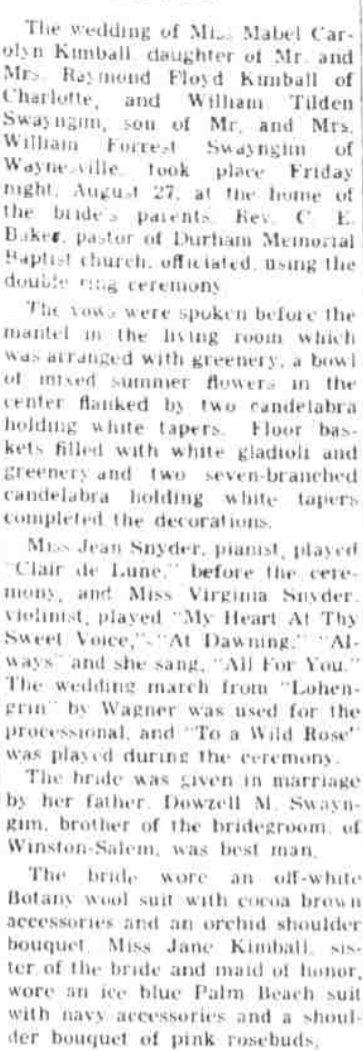 The wedding of Miss Mabel Car-
olyn Kimball, daughter of Mr. and
Mrs. Raymond Floyd Kimball of
Charlotte, and William Tilden
Swayngim, son of Mr. and Mrs.
William Forrest Swayngim of
Waynesville, took place Friday
night, August 27, at the home of
the bride's parents. Rev. C. E.
Baker, pastor of Durham Memorial
Baptist church, officiated, using the
double ring ceremony.
The vows were spoken before the
mantel in the living room which
was arranged with greenery, a bowl
of mixed summer flowers in the
center flanked by two candelabra
holding white tapers. Floor bas-
kets filled with white gladioli and
greenery and two seven-branched
candelabra holding white tapers
completed the decorations.
Miss Jean Snyder, pianist, played
"Clair de Lune," before the cere-
mony, and Miss Virginia Snyder,
violinist, played "My Heart At Thy
Sweet Voice," "At Dawning," "Al-
ways" and she sang, "All For You."
The wedding march from "Lohen-
grin" by Wagner was used for the
processional, and "To a Wild Rose"
was played during the ceremony.
The bride was given in marriage
by her father. Dowzell M. Swayn-
gim, brother of the bridegroom, of
Winston-Salem, was best man.
The bride wore an off-white
Botany wool suit with cocoa brown
accessories and an orchid shoulder
bouquet. Miss Jane Kimball, sis-
ter of the bride and maid of honor,
wore an ice blue Palm Beach suit
with navy accessories and a shoul-
der bouquet of pink rosebuds.